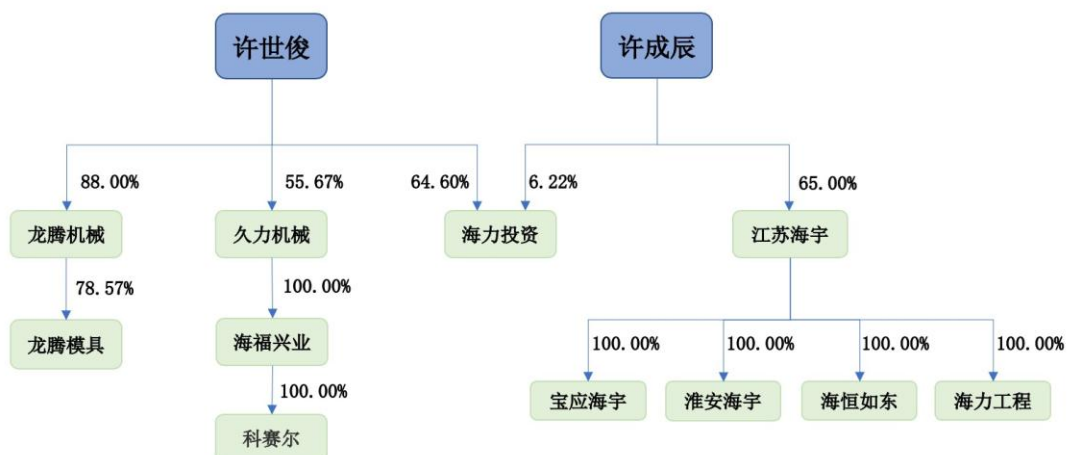 许世俊
许成辰
88.00%
55.67%
64.60%
6.22%
65.00%
龙腾机械
久力机械
海力投资
江苏海宇
78.57%
100.00%
龙腾模具
海福兴业
100.00%
100.00%
100.00%
100.00%
100.00%
宝应海宇
淮安海宇
海恒如东
海力工程
科赛尔